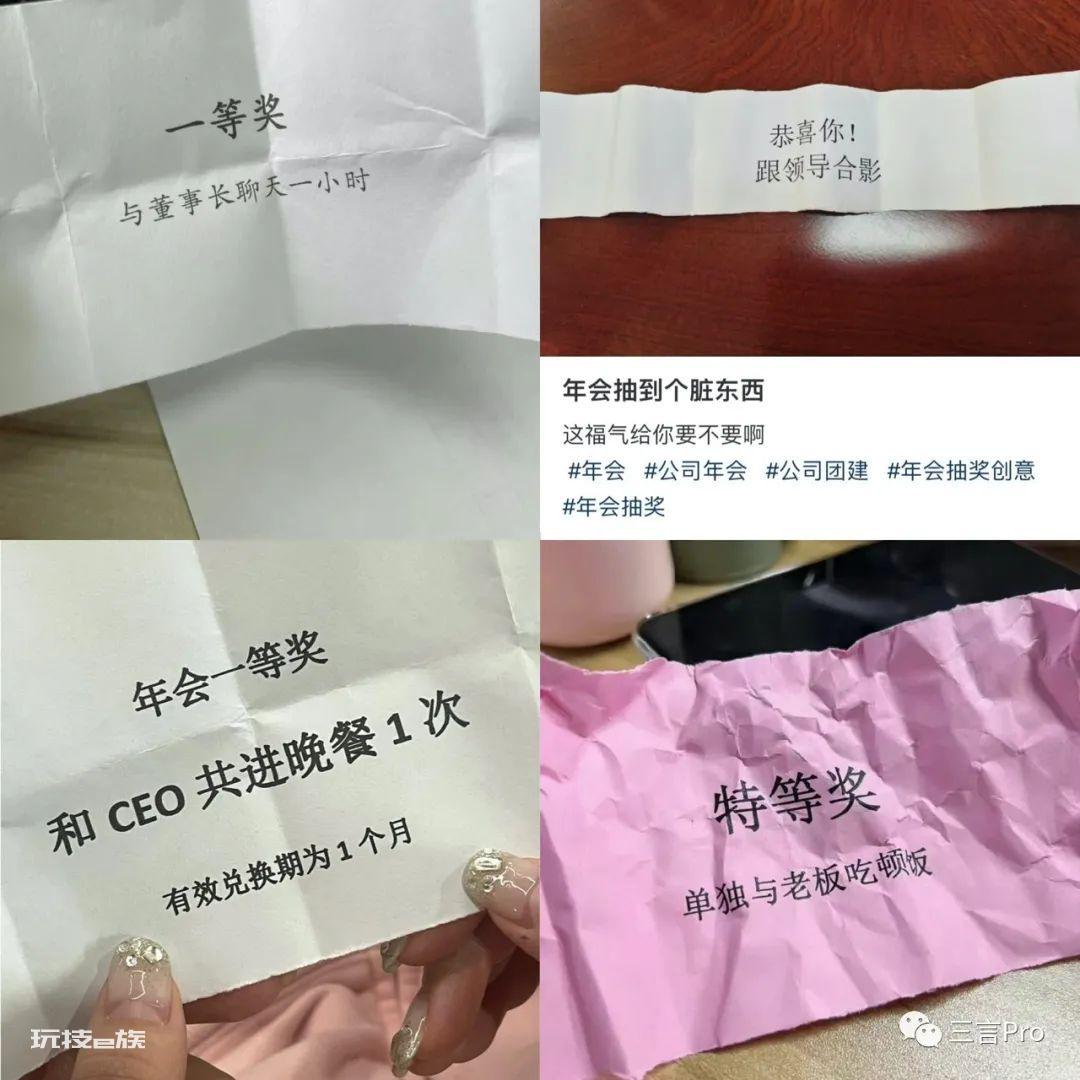 一等奖
与董事长聊天一小时
恭喜你！
跟领导合影
年会抽到个脏东西
这福气给你要不要啊
#年会 #公司年会 #公司团建 #年会抽奖创意
#年会抽奖
年会一等奖
和 CEO 共进晚餐 1 次
有效兑换期为 1 个月
玩技e族
特等奖
单独与老板吃顿饭
三言Pro